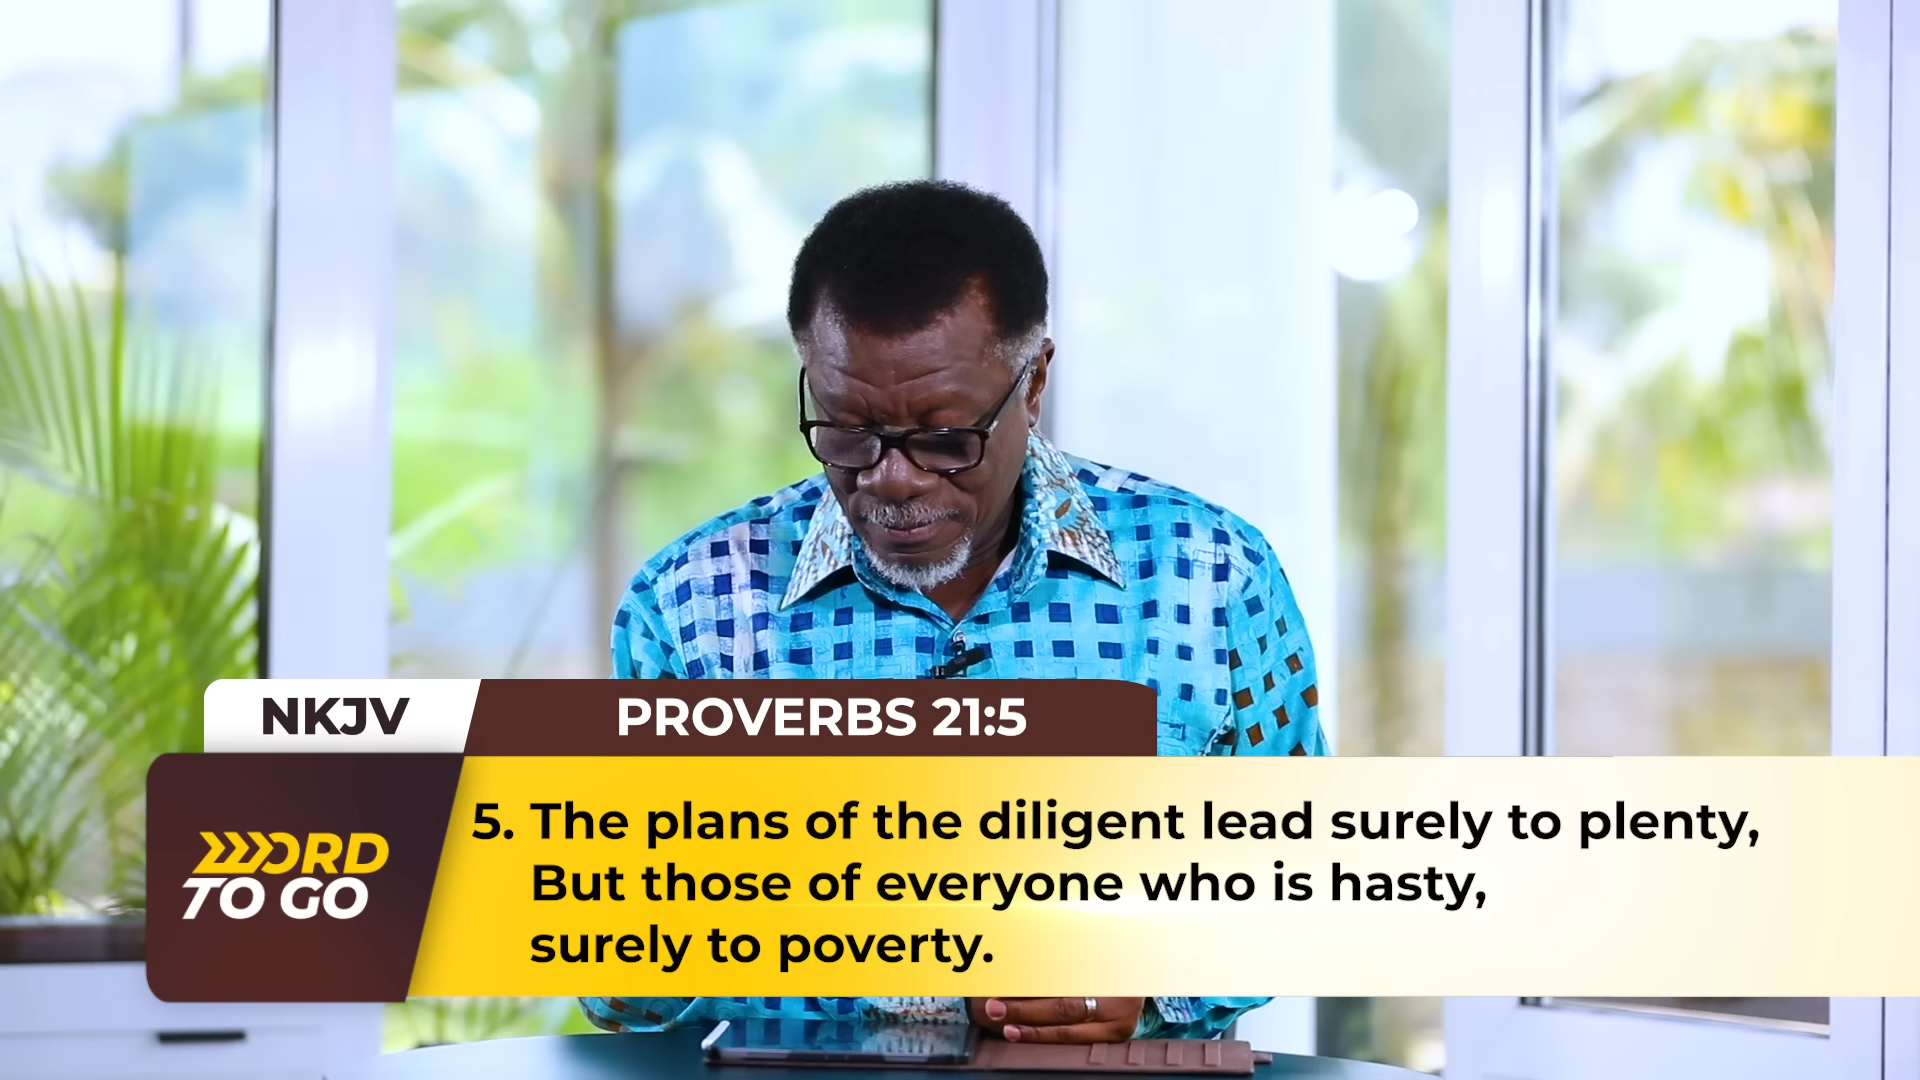 NKJV
PROVERBS 21:5
WORD
TO GO
5. The plans of the diligent lead surely to plenty,
But those of everyone who is hasty,
surely to poverty.